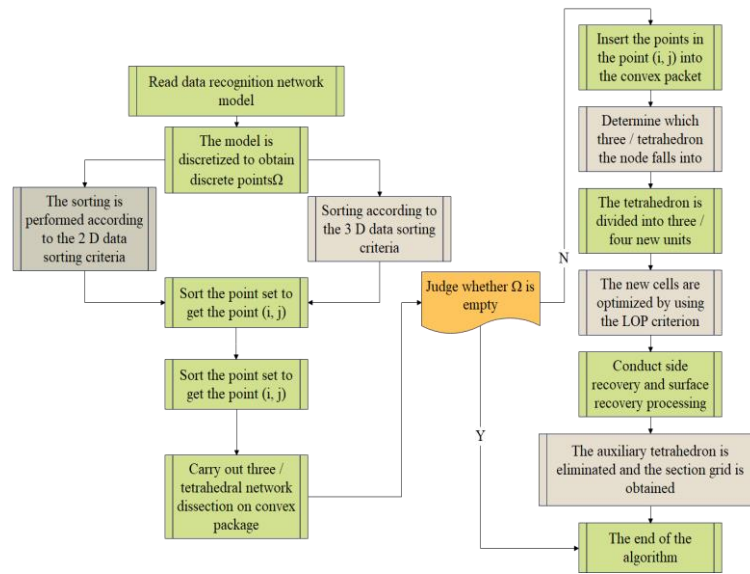 Read data recognition network
model
The model is
discretized to obtain
discrete pointsΩ
The sorting is
performed according
to the 2 D data
sorting criteria
Sorting according to
the 3 D data sorting
criteria
Sort the point set to
get the point (i, j)
Sort the point set to
get the point (i, j)
Carry out three /
tetrahedral network
dissection on convex
package
Judge whether Ω is
empty
N
Y
Insert the points in
the point (i, j) into
the convex packet
Determine which
three / tetrahedron
the node falls into
The tetrahedron is
divided into three /
four new units
The new cells are
optimized by using
the LOP criterion
Conduct side
recovery and surface
recovery processing
The auxiliary tetrahedron is
eliminated and the section grid is
obtained
The end of the
algorithm